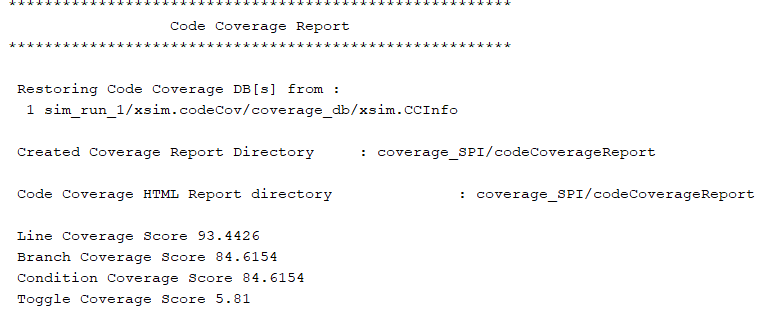 ********************************************************
Code Coverage Report
********************************************************
Restoring Code Coverage DB[s] from :
1 sim_run_1/xsim.codeCov/coverage_db/xsim.CCInfo
Created Coverage Report Directory : coverage_SPI/codeCoverageReport
Code Coverage HTML Report directory : coverage_SPI/codeCoverageReport
Line Coverage Score 93.4426
Branch Coverage Score 84.6154
Condition Coverage Score 84.6154
Toggle Coverage Score 5.81